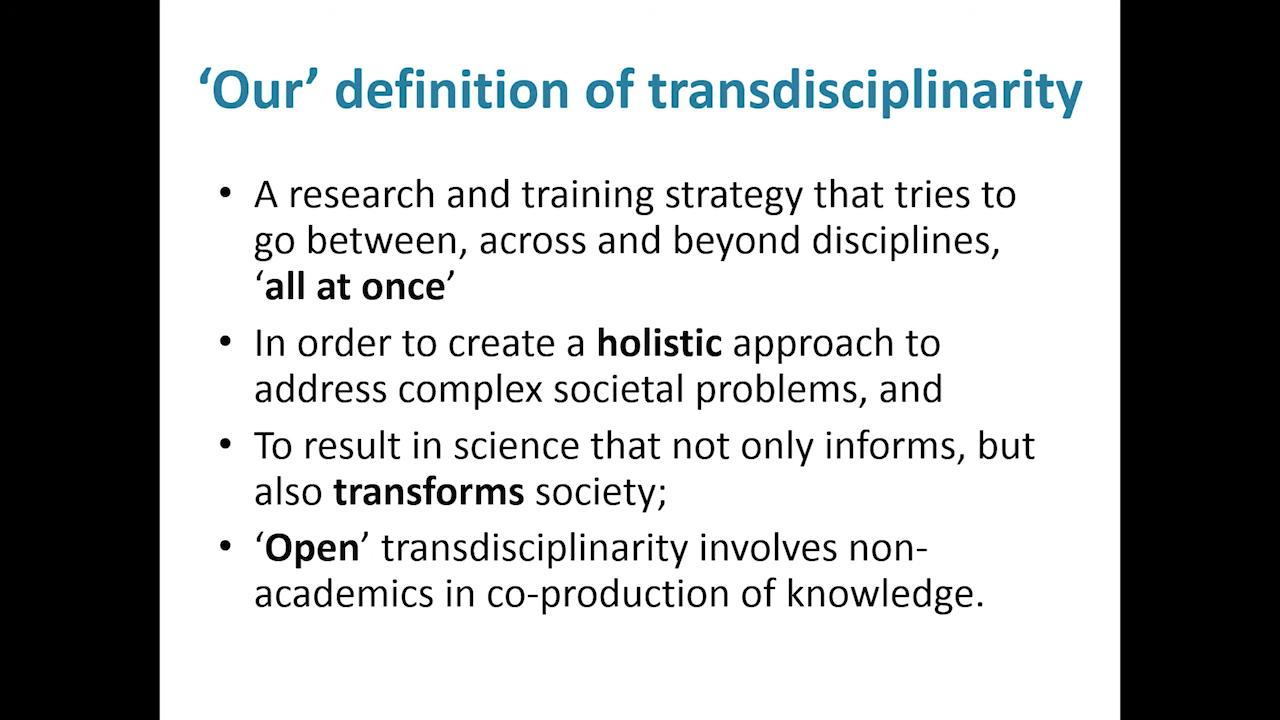 ‘Our’ definition of transdisciplinarity
• A research and training strategy that tries to
go between, across and beyond disciplines,
‘all at once’
• In order to create a holistic approach to
address complex societal problems, and
• To result in science that not only informs, but
also transforms society;
• ‘Open’ transdisciplinarity involves non-
academics in co-production of knowledge.